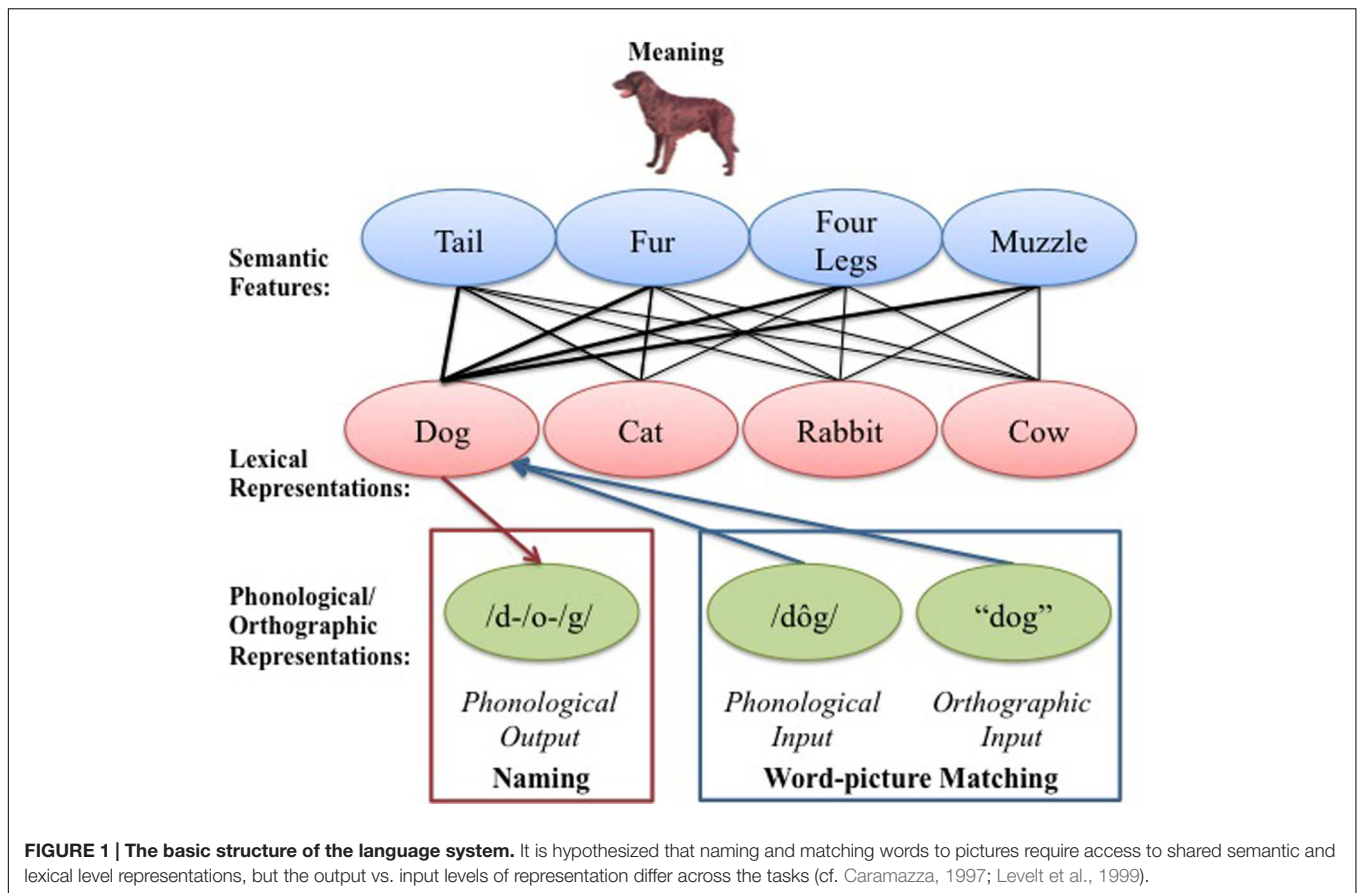 Meaning
Semantic
Features:
Tail
Fur
Four
Legs
Muzzle
Lexical
Representations:
Dog
Cat
Rabbit
Cow
Phonological/
Orthographic
Representations:
/d-/o-/g/
/dôg/
“dog”
Phonological
Output
Naming
Phonological
Input
Orthographic
Input
Word-picture Matching
FIGURE 1 | The basic structure of the language system. It is hypothesized that naming and matching words to pictures require access to shared semantic and
lexical level representations, but the output vs. input levels of representation differ across the tasks (cf. Caramazza, 1997; Levelt et al., 1999).